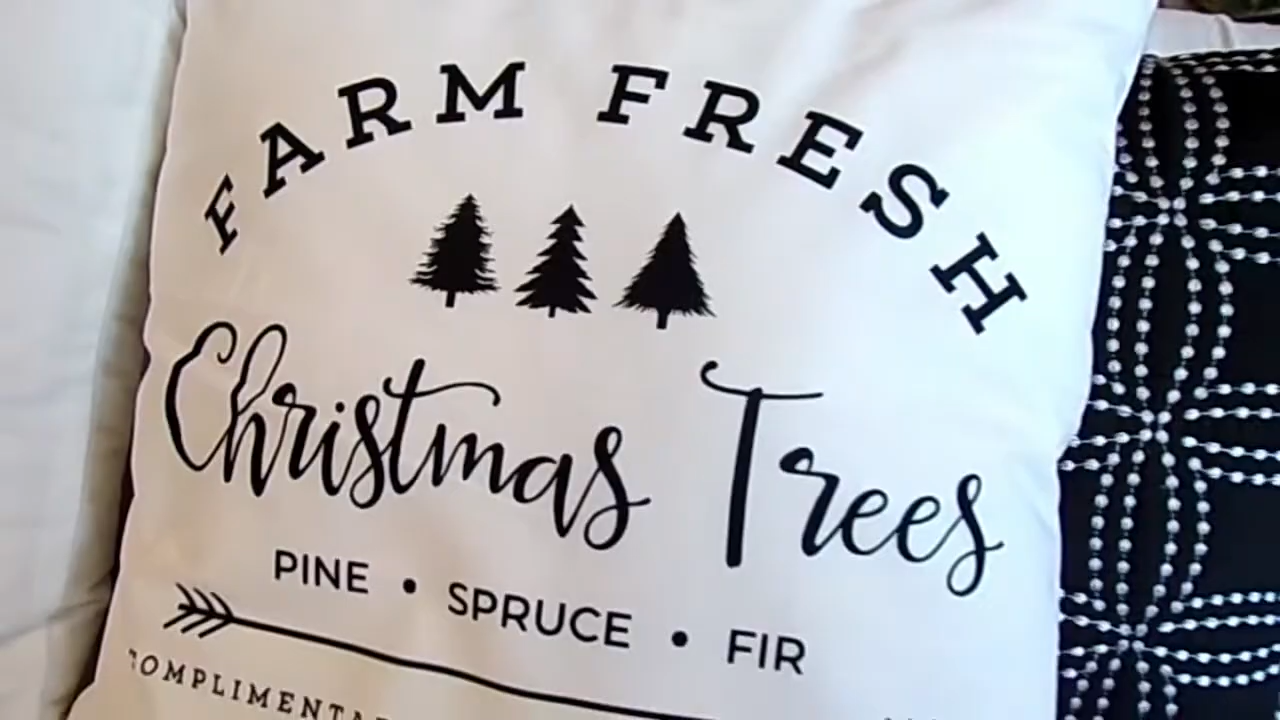 FARM FRESH
Christmas Trees
PINE • SPRUCE • FIR